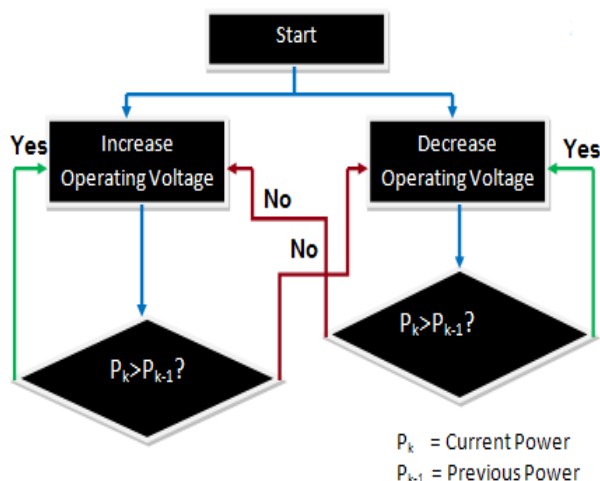 Start
Yes
Increase
Operating Voltage
Decrease
Operating Voltage
Yes
No
No
Pk>Pk-1?
Pk>Pk-1?
Pk = Current Power
Pk-1 = Previous Power